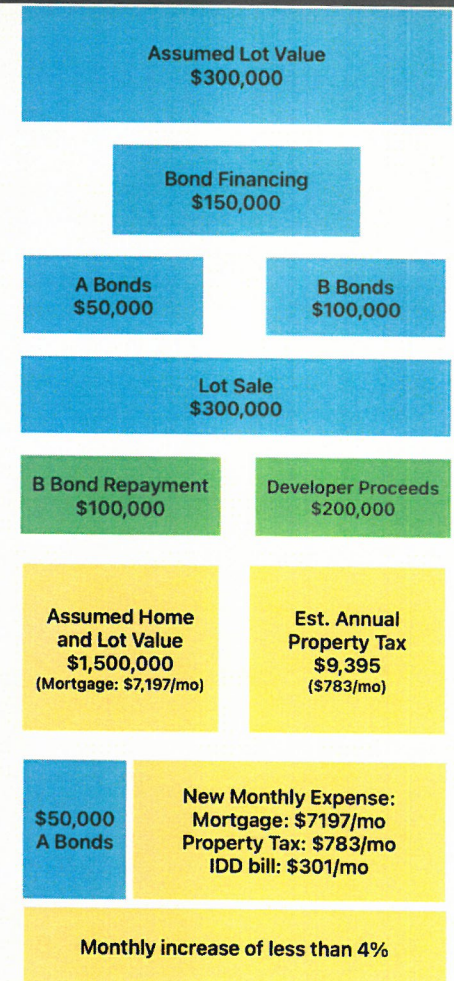 Assumed Lot Value
$300,000
Bond Financing
$150,000
A Bonds
$50,000
B Bonds
$100,000
Lot Sale
$300,000
B Bond Repayment
$100,000
Developer Proceeds
$200,000
Assumed Home
and Lot Value
$1,500,000
(Mortgage: $7,197/mo)
Est. Annual
Property Tax
$9,395
($783/mo)
$50,000
A Bonds
New Monthly Expense:
Mortgage: $7197/mo
Property Tax: $783/mo
IDD bill: $301/mo
Monthly increase of less than 4%